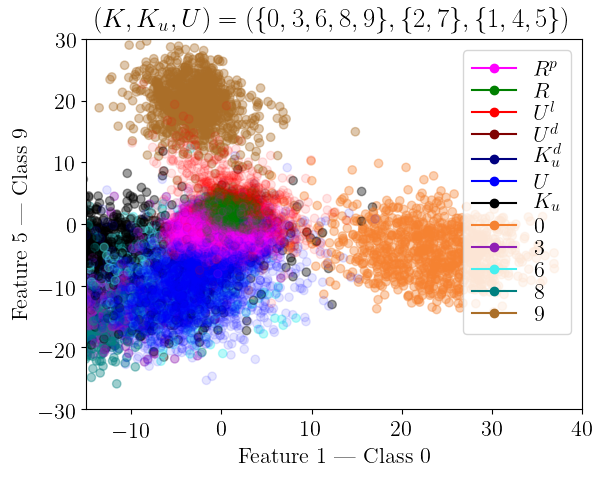 (K, K_u, U) = ({0, 3, 6, 8, 9}, {2, 7}, {1, 4, 5})
30
20
10
0
−10
−20
−30
Feature 5 — Class 9
−10
0
10
20
30
40
Feature 1 — Class 0
R^p
R
U^l
U^d
K_u^d
U
K_u
0
3
6
8
9